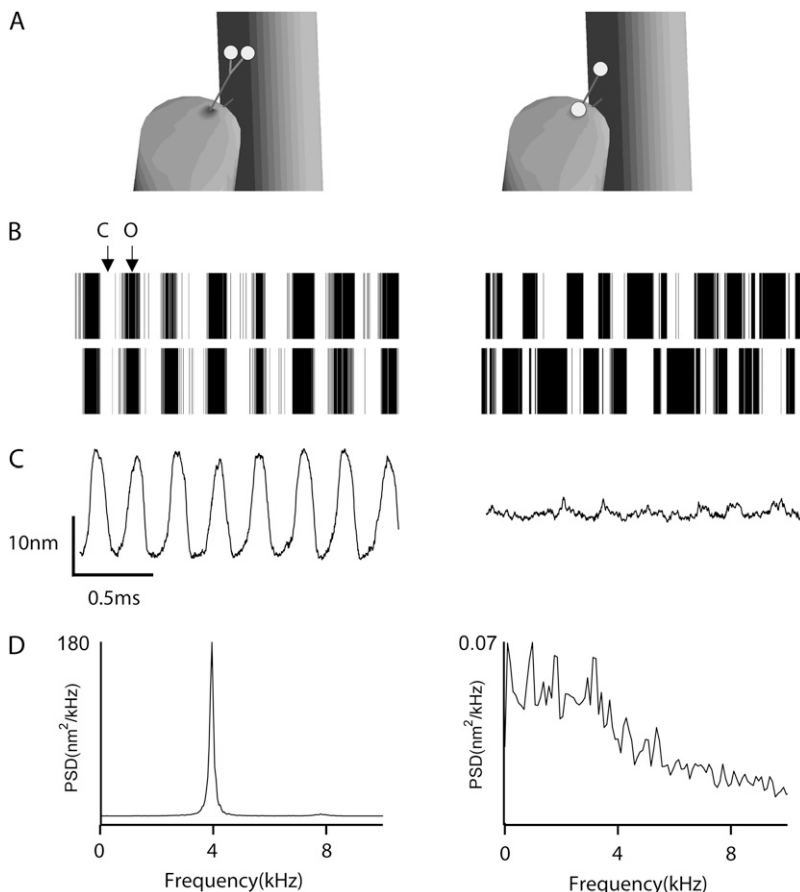 A
B
C O
C
10nm
0.5ms
D
180
PSD(nm²/kHz)
0 4 8
Frequency(kHz)
0.07
PSD(nm²/kHz)
0 4 8
Frequency(kHz)